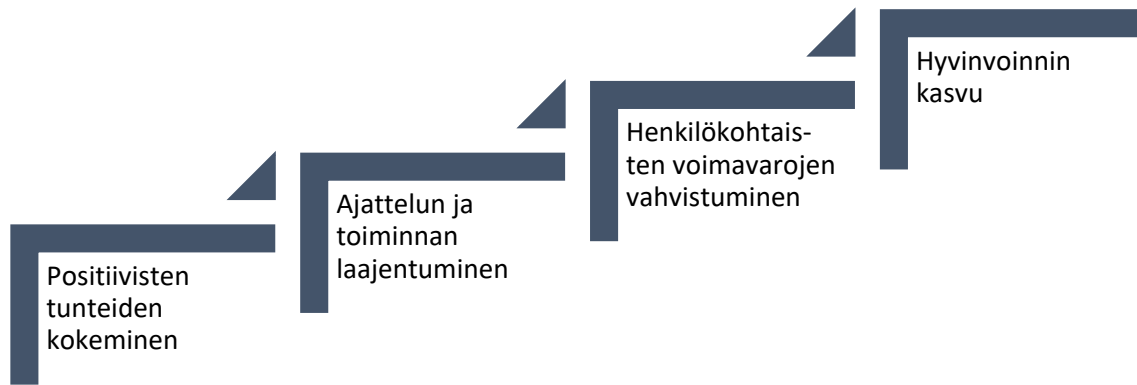 Positiivisten
tunteiden
kokeminen
Ajattelun ja
toiminnan
laajentuminen
Henkilökohtais-
ten voimavarojen
vahvistuminen
Hyvinvoinnin
kasvu